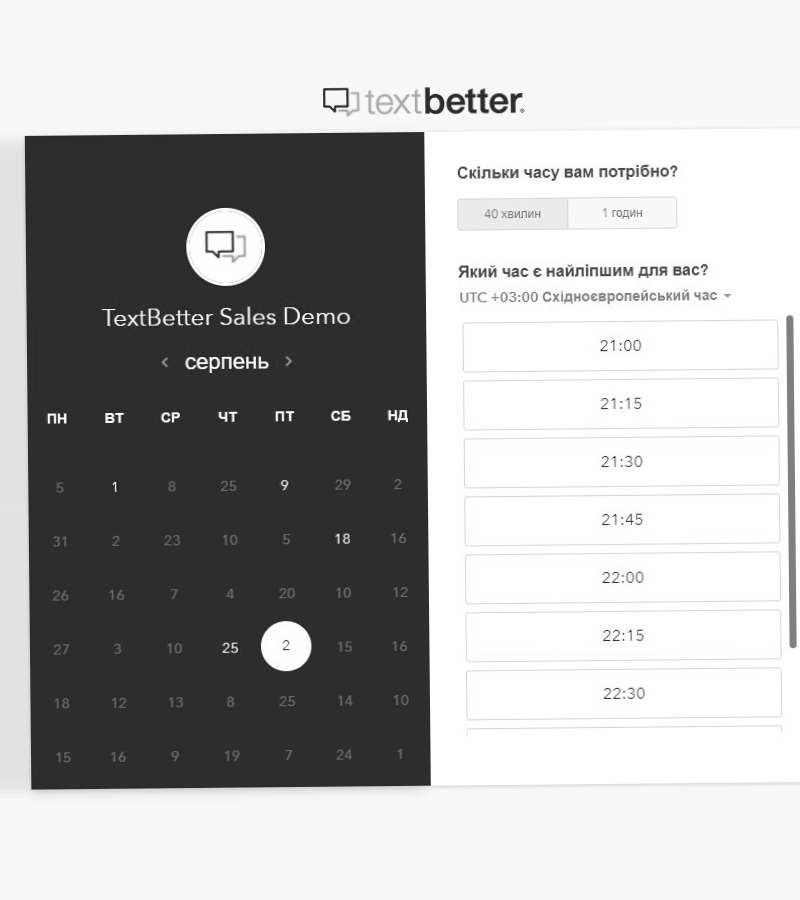 textbetter®
TextBetter Sales Demo
серпень
ПН ВТ СР ЧТ ПТ СБ НД
5 1 8 25 9 29 2
31 2 23 10 5 18 16
26 16 7 4 20 10 12
27 3 10 25 2 15 16
18 12 13 8 25 14 10
15 16 9 19 7 24 1
Скільки часу вам потрібно?
40 хвилин 1 годин
Який час є найліпшим для вас?
UTC +03:00 Східноєвропейський час
21:00
21:15
21:30
21:45
22:00
22:15
22:30